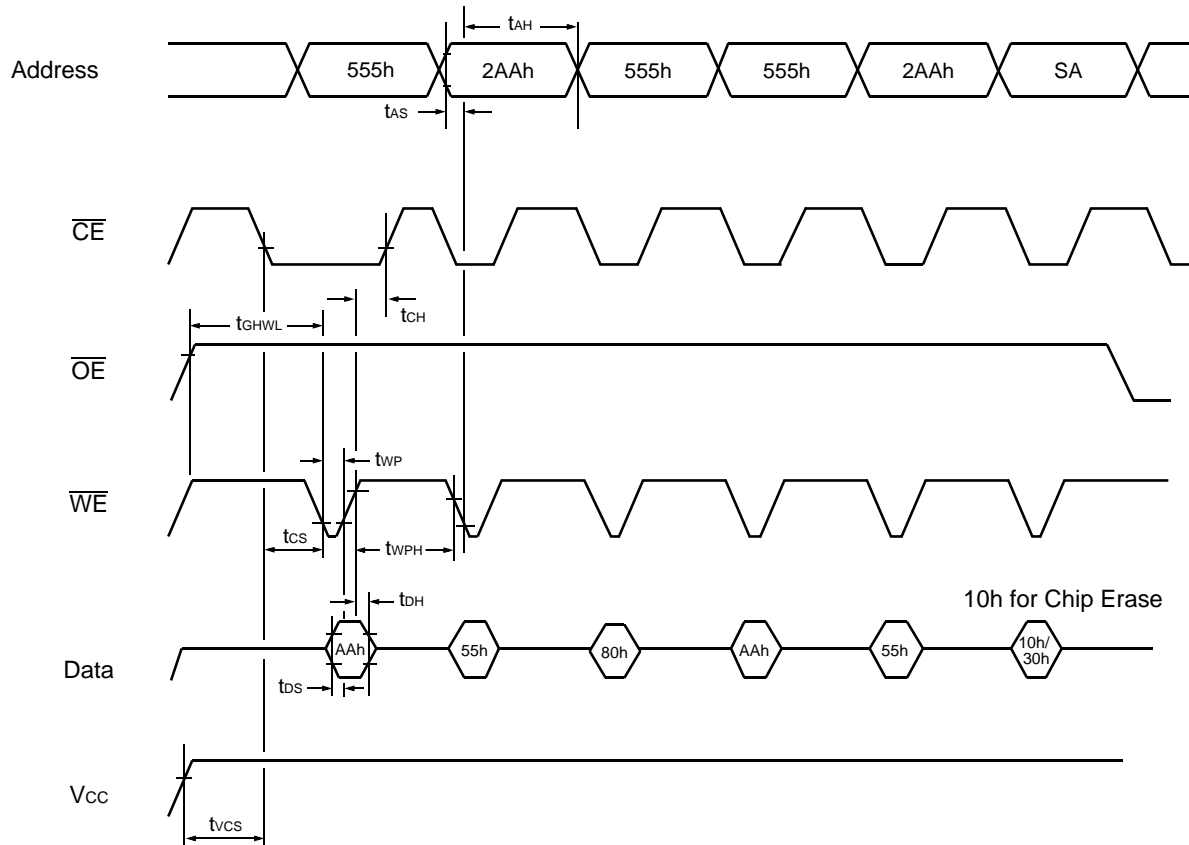 tAH
Address 555h 2AAh 555h 555h 2AAh SA
tAS
CE
tCH
tGHWL
OE
tWP
WE
tCS tWPH
10h for Chip Erase
tDH
AAh 55h 80h AAh 55h 10h/
30h
Data
tDS
VCC
tVCS